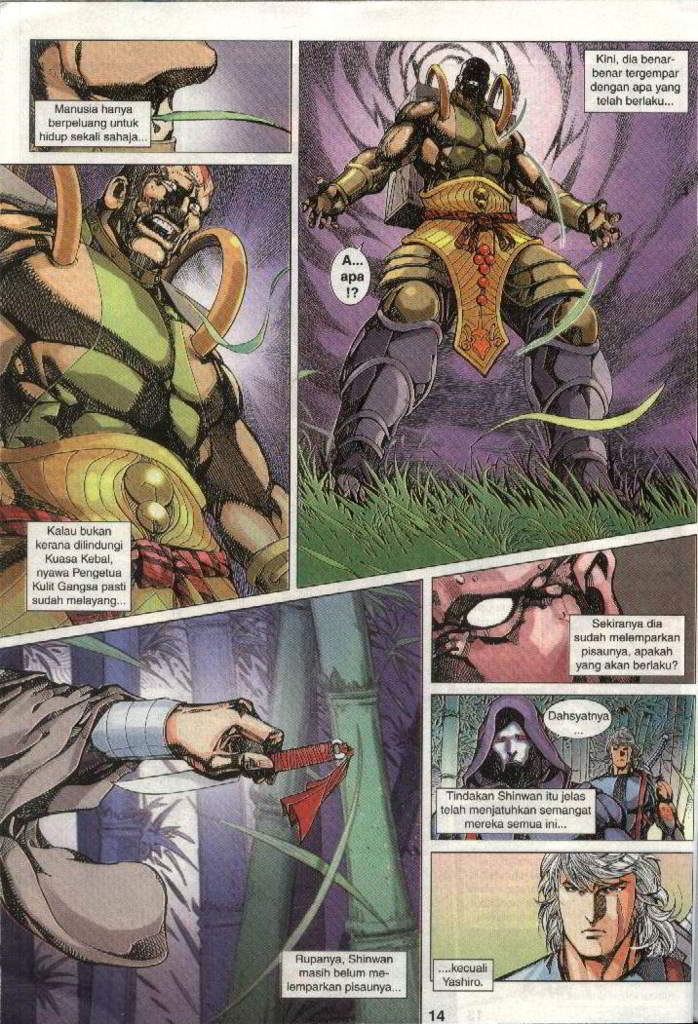 Manusia hanya
berpeluang untuk
hidup sekali sahaja...
Kini, dia benar-
benar tergempar
dengan apa yang
telah berlaku...
A...
apa
!?
Kalau bukan
kerana dilindungi
Kuasa Kebal,
nyawa Pengetua
Kulit Gangsa pasti
sudah melayang...
Sekiranya dia
sudah melemparkan
pisaunya, apakah
yang akan berlaku?
Rupanya, Shinwan
masih belum me-
lemparkan pisaunya...
Dahsyatnya
...
Tindakan Shinwan itu jelas
telah menjatuhkan semangat
mereka semua ini...
....kecuali
Yashiro.
14